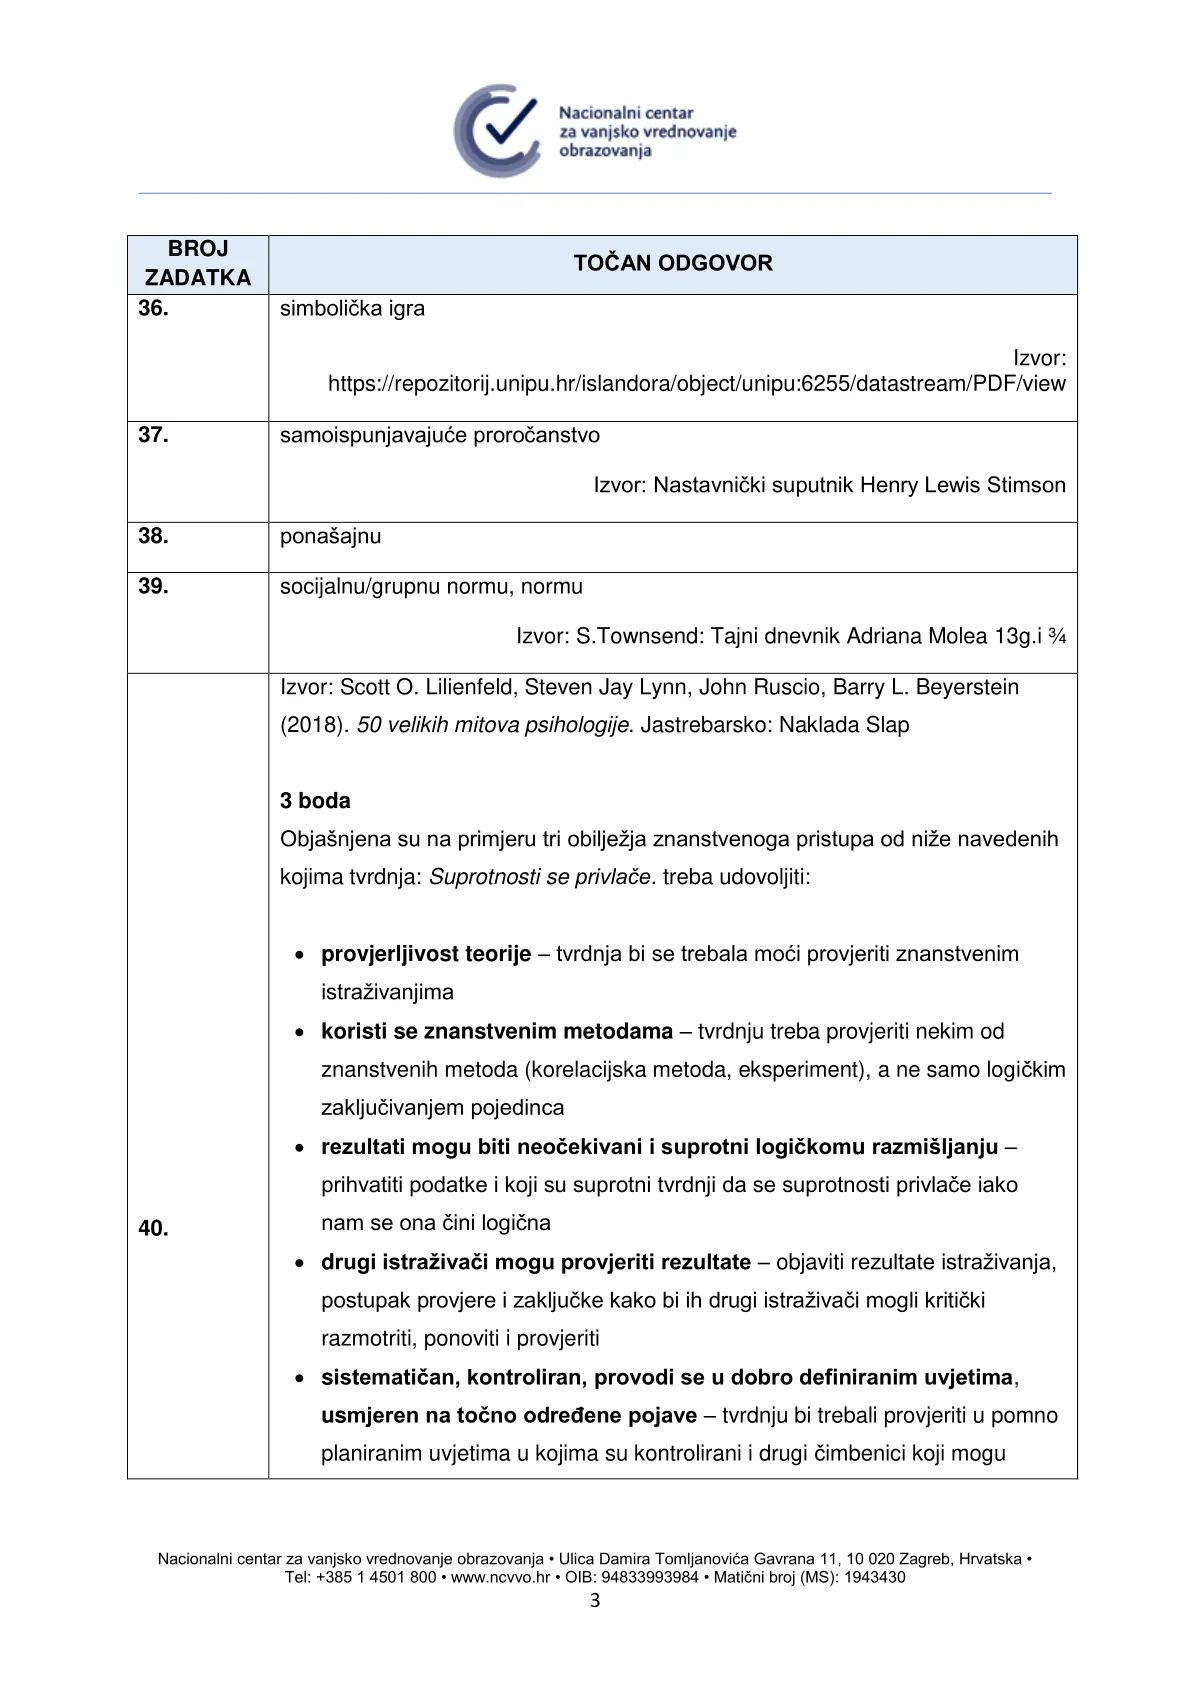 Nacionalni centar
za vanjsko vrednovanje
obrazovanja
BROJ
ZADATKA
TOČAN ODGOVOR
36.
simbolička igra
Izvor:
https://repozitorij.unipu.hr/islandora/object/unipu:6255/datastream/PDF/view
37.
samoispunjavajuće proročanstvo
Izvor: Nastavnički suputnik Henry Lewis Stimson
38.
ponašajnu
39.
socijalnu/grupnu normu, normu
Izvor: S.Townsend: Tajni dnevnik Adriana Molea 13g.i ¾
40.
Izvor: Scott O. Lilienfeld, Steven Jay Lynn, John Ruscio, Barry L. Beyerstein
(2018). 50 velikih mitova psihologije. Jastrebarsko: Naklada Slap
3 boda
Objašnjena su na primjeru tri obilježja znanstvenoga pristupa od niže navedenih
kojima tvrdnja: Suprotnosti se privlače. treba udovoljiti:
• provjerljivost teorije – tvrdnja bi se trebala moći provjeriti znanstvenim
istraživanjima
• koristi se znanstvenim metodama – tvrdnju treba provjeriti nekim od
znanstvenih metoda (korelacijska metoda, eksperiment), a ne samo logičkim
zaključivanjem pojedinca
• rezultati mogu biti neočekivani i suprotni logičkomu razmišljanju –
prihvatiti podatke i koji su suprotni tvrdnji da se suprotnosti privlače iako
nam se ona čini logična
• drugi istraživači mogu provjeriti rezultate – objaviti rezultate istraživanja,
postupak provjere i zaključke kako bi ih drugi istraživači mogli kritički
razmotriti, ponoviti i provjeriti
• sistematičan, kontroliran, provodi se u dobro definiranim uvjetima,
usmjeren na točno određene pojave – tvrdnju bi trebali provjeriti u pomno
planiranim uvjetima u kojima su kontrolirani i drugi čimbenici koji mogu
Nacionalni centar za vanjsko vrednovanje obrazovanja • Ulica Damira Tomljanovića Gavrana 11, 10 020 Zagreb, Hrvatska •
Tel: +385 1 4501 800 • www.ncvvo.hr • OIB: 94833993984 • Matični broj (MS): 1943430
3